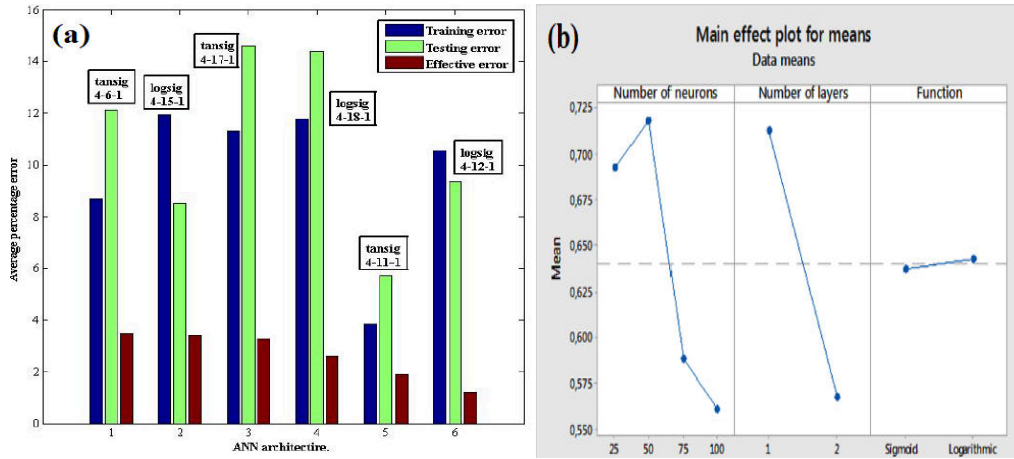 (a)
16
14
12
10
8
6
4
2
0
Average percentage error
Training error
Testing error
Effective error
tansig
4-6-1
logsig
4-15-1
tansig
4-17-1
logsig
4-18-1
tansig
4-11-1
logsig
4-12-1
1 2 3 4 5 6
ANN architectire.
(b)
Main effect plot for means
Data means
Number of neurons Number of layers Function
0,725
0,700
0,675
0,650
0,625
0,600
0,575
0,550
Mean
25 50 75 100 1 2 Sigmoid Logarithmic